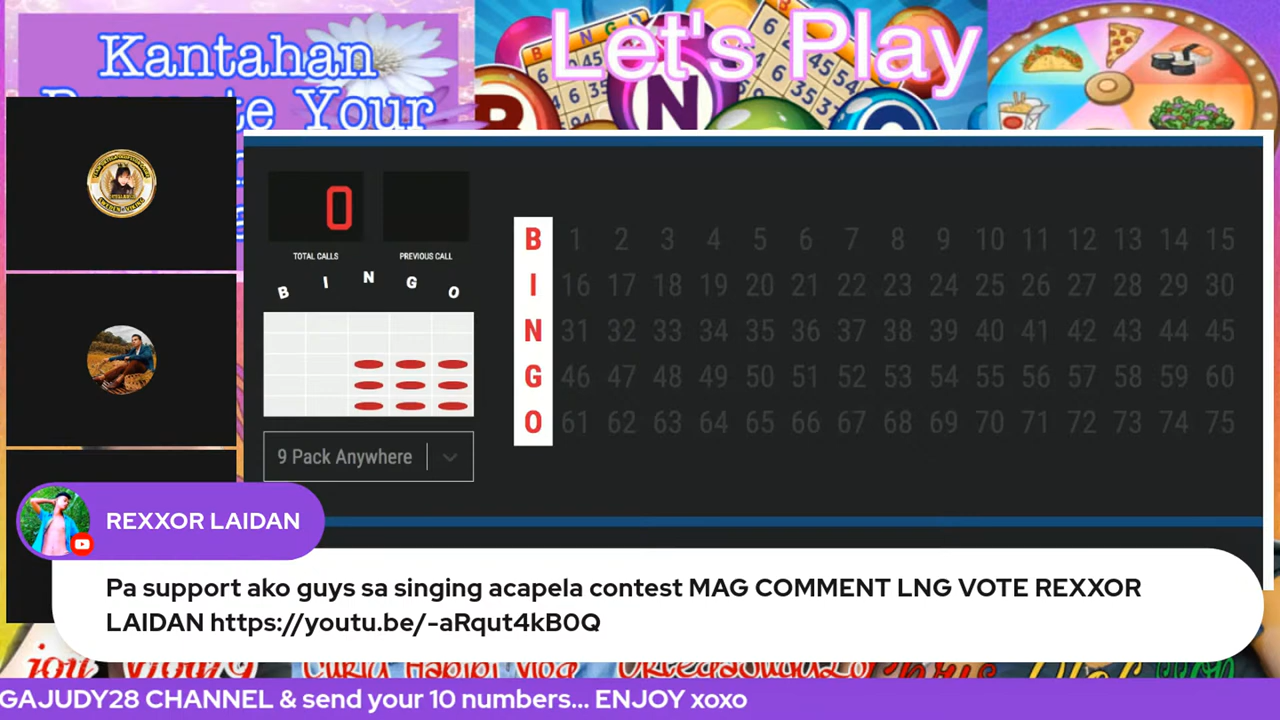 Kantahan
Promote Your
Let's Play
B N O
0
TOTAL CALLS
PREVIOUS CALL
B I N G O
9 Pack Anywhere
B 1 2 3 4 5 6 7 8 9 10 11 12 13 14 15
I 16 17 18 19 20 21 22 23 24 25 26 27 28 29 30
N 31 32 33 34 35 36 37 38 39 40 41 42 43 44 45
G 46 47 48 49 50 51 52 53 54 55 56 57 58 59 60
O 61 62 63 64 65 66 67 68 69 70 71 72 73 74 75
REXXOR LAIDAN
Pa support ako guys sa singing acapela contest MAG COMMENT LNG VOTE REXXOR
LAIDAN https://youtu.be/-aRqut4kB0Q
GAJUDY28 CHANNEL & send your 10 numbers... ENJOY xoxo